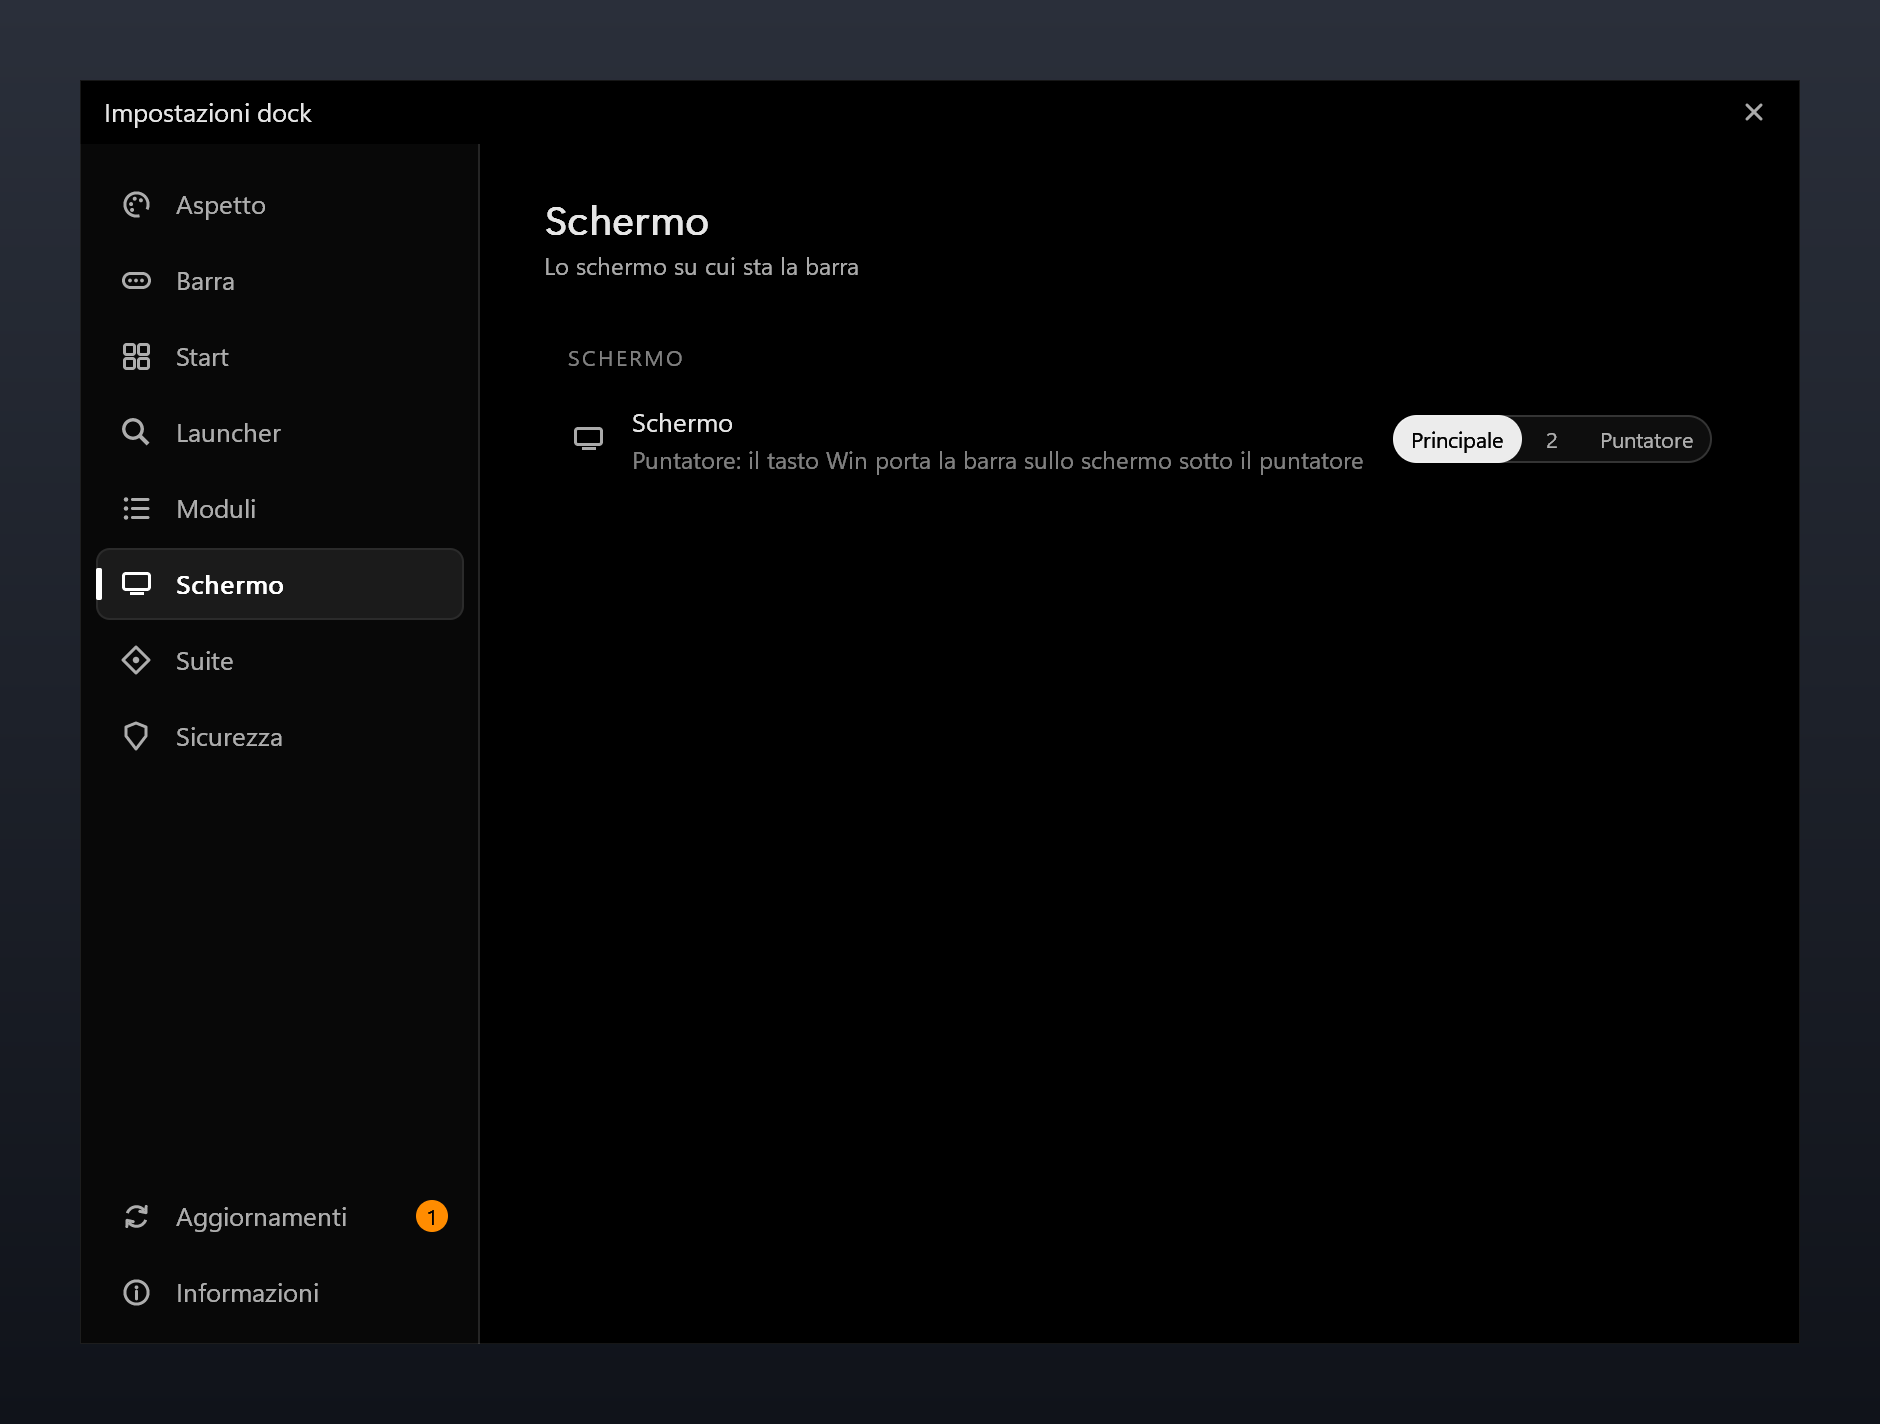 Impostazioni dock
Aspetto
Barra
Start
Launcher
Moduli
Schermo
Suite
Sicurezza
Aggiornamenti 1
Informazioni
Schermo
Lo schermo su cui sta la barra
SCHERMO
Schermo
Puntatore: il tasto Win porta la barra sullo schermo sotto il puntatore
Principale 2 Puntatore